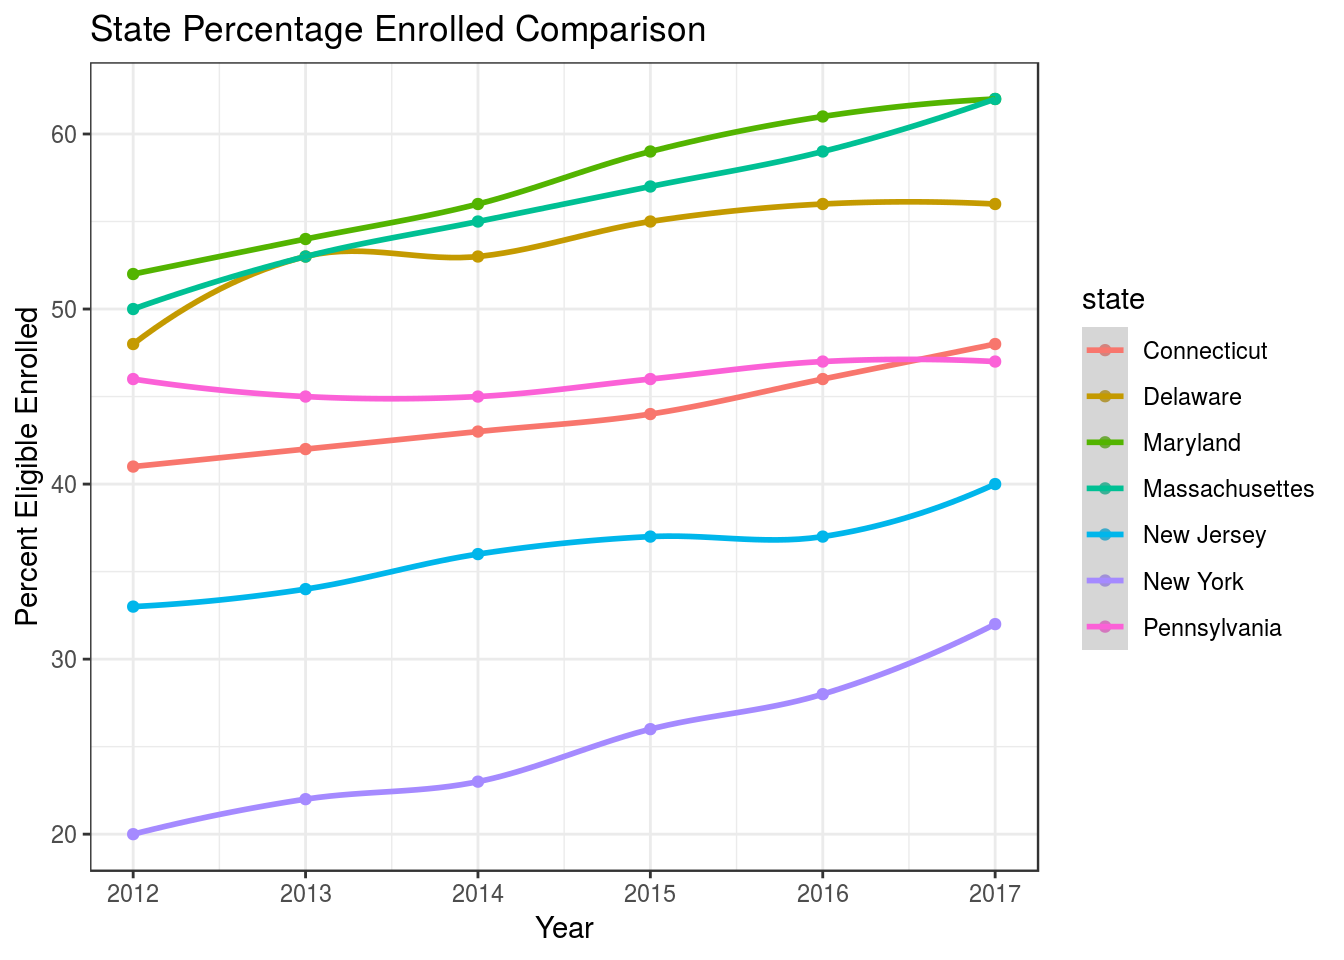 State Percentage Enrolled Comparison
Percent Eligible Enrolled
60
50
40
30
20
2012 2013 2014 2015 2016 2017
Year
state
Connecticut
Delaware
Maryland
Massachusettes
New Jersey
New York
Pennsylvania